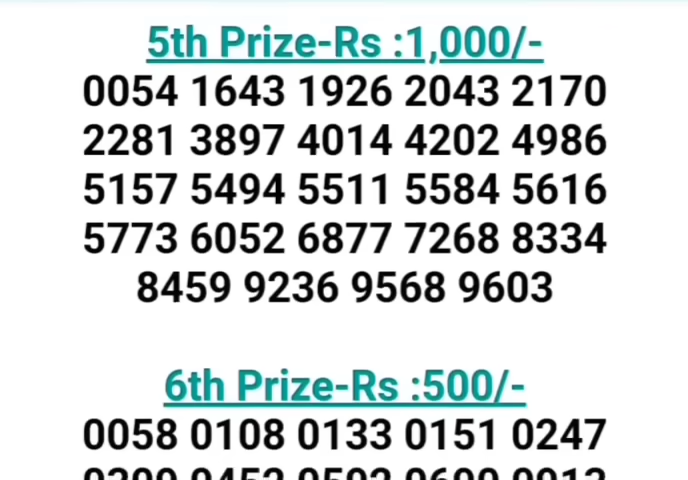 5th Prize-Rs :1,000/-
0054 1643 1926 2043 2170
2281 3897 4014 4202 4986
5157 5494 5511 5584 5616
5773 6052 6877 7268 8334
8459 9236 9568 9603
6th Prize-Rs :500/-
0058 0108 0133 0151 0247